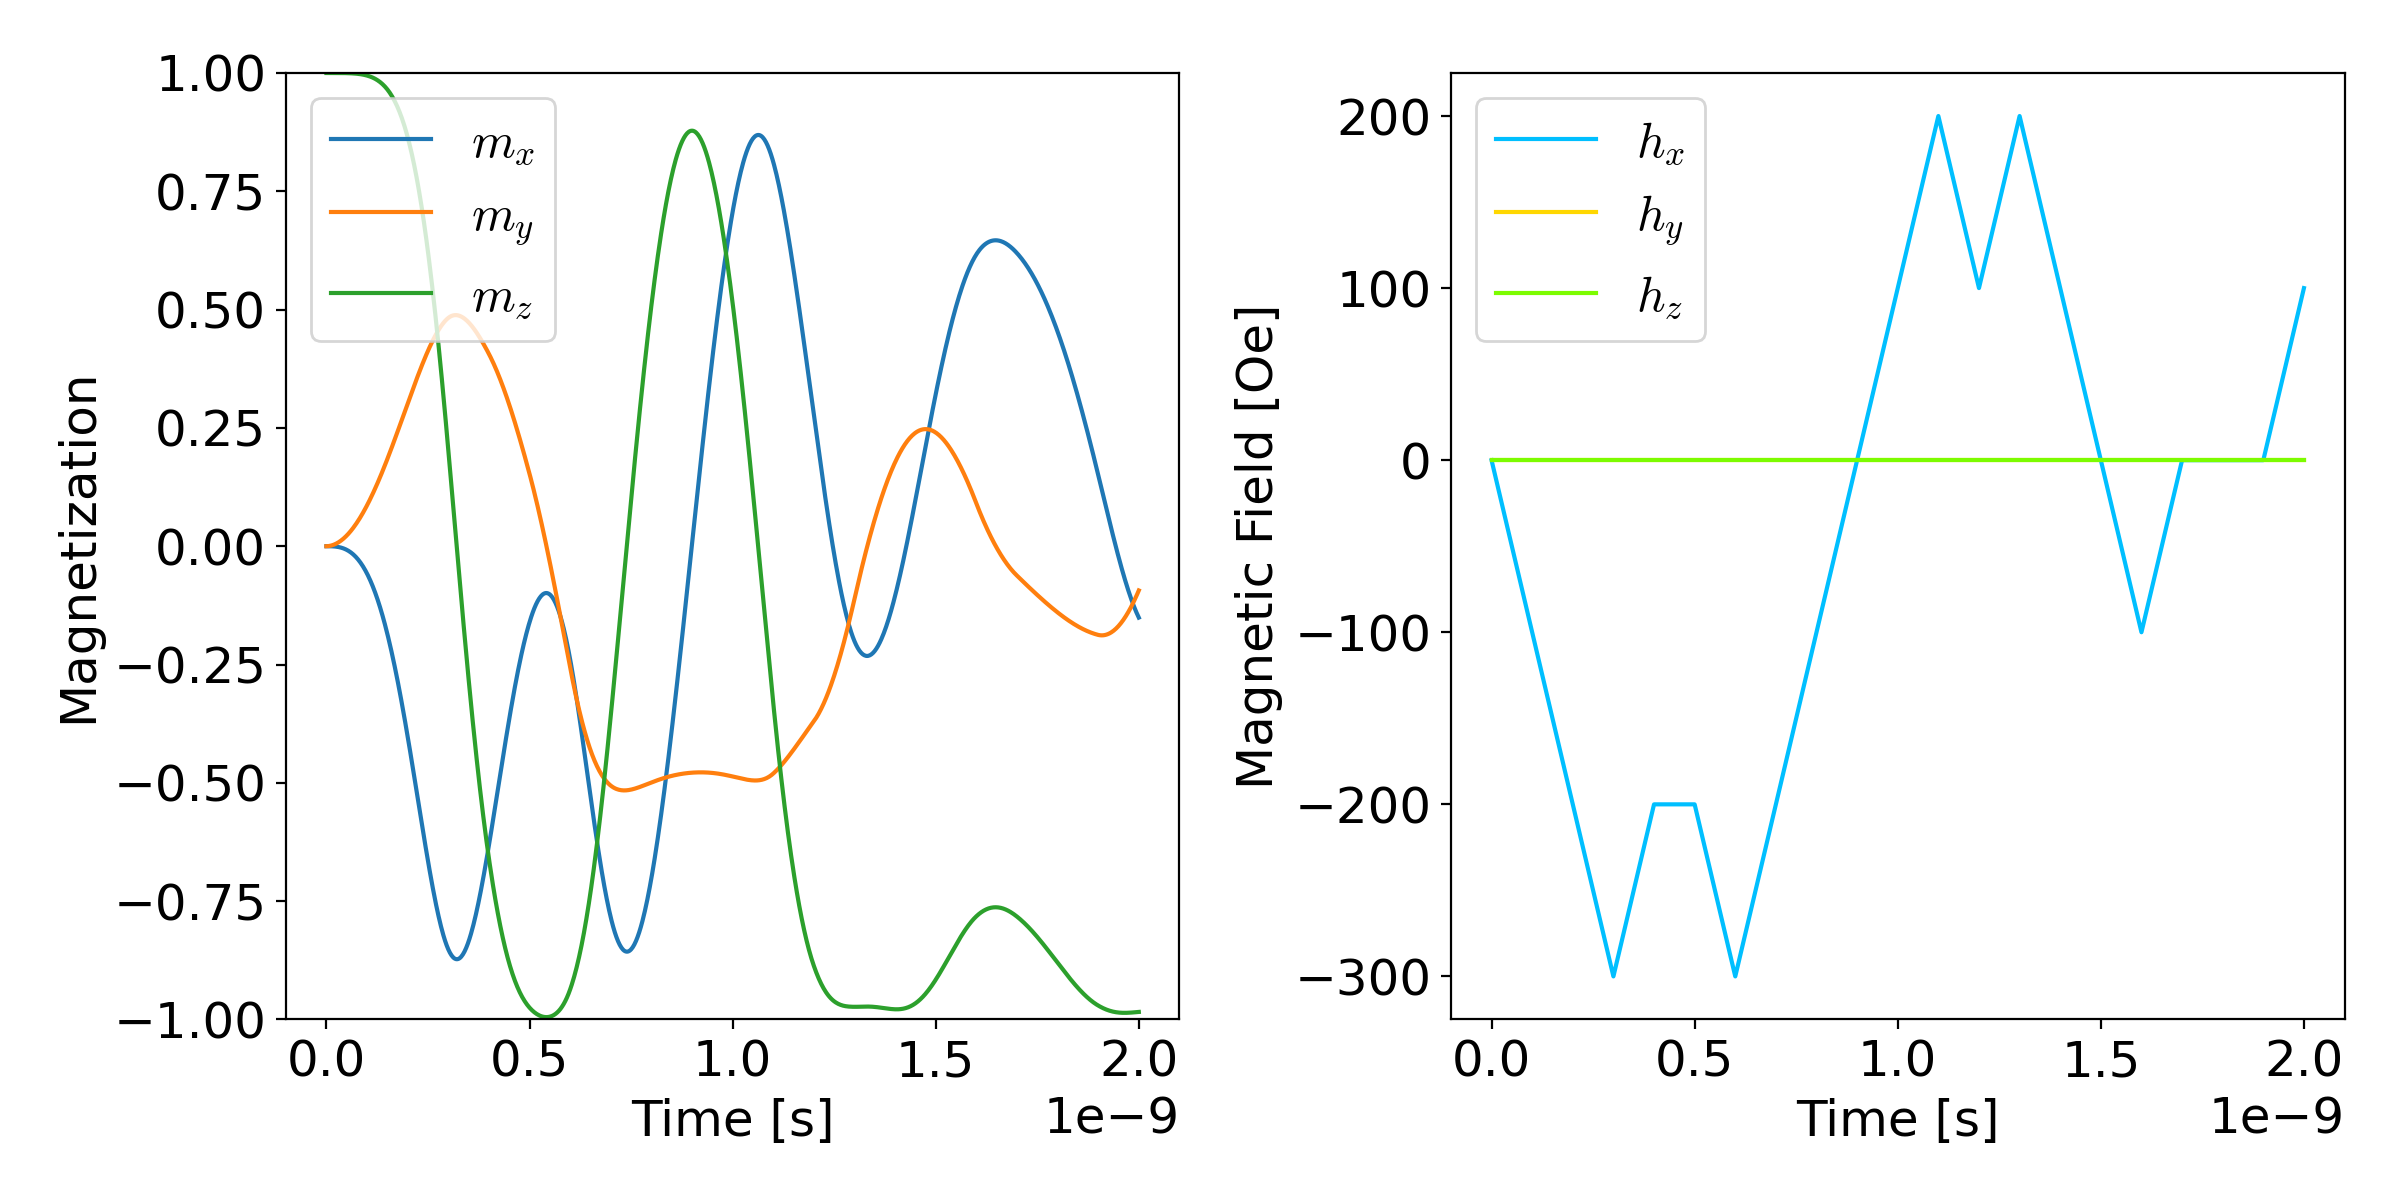 1.00
0.75
0.50
0.25
0.00
−0.25
−0.50
−0.75
−1.00
Magnetization
m_x
m_y
m_z
0.0 0.5 1.0 1.5 2.0
Time [s]
1e−9
200
100
0
−100
−200
−300
Magnetic Field [Oe]
h_x
h_y
h_z
0.0 0.5 1.0 1.5 2.0
Time [s]
1e−9